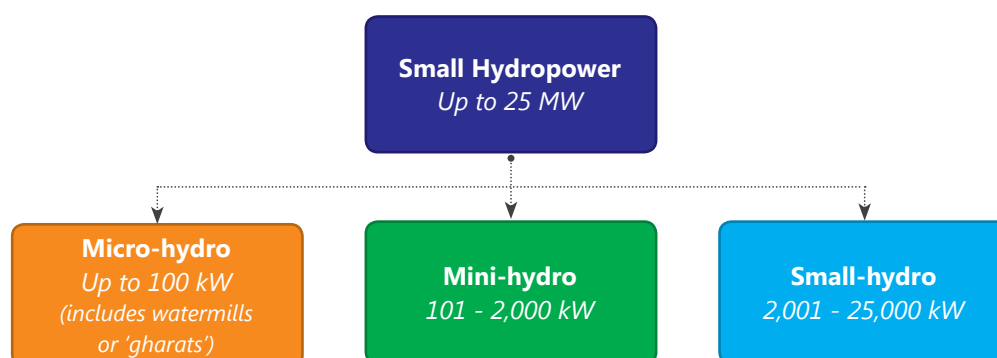 Small Hydropower
Up to 25 MW
Micro-hydro
Up to 100 kW
(includes watermills
or 'gharats')
Mini-hydro
101 - 2,000 kW
Small-hydro
2,001 - 25,000 kW